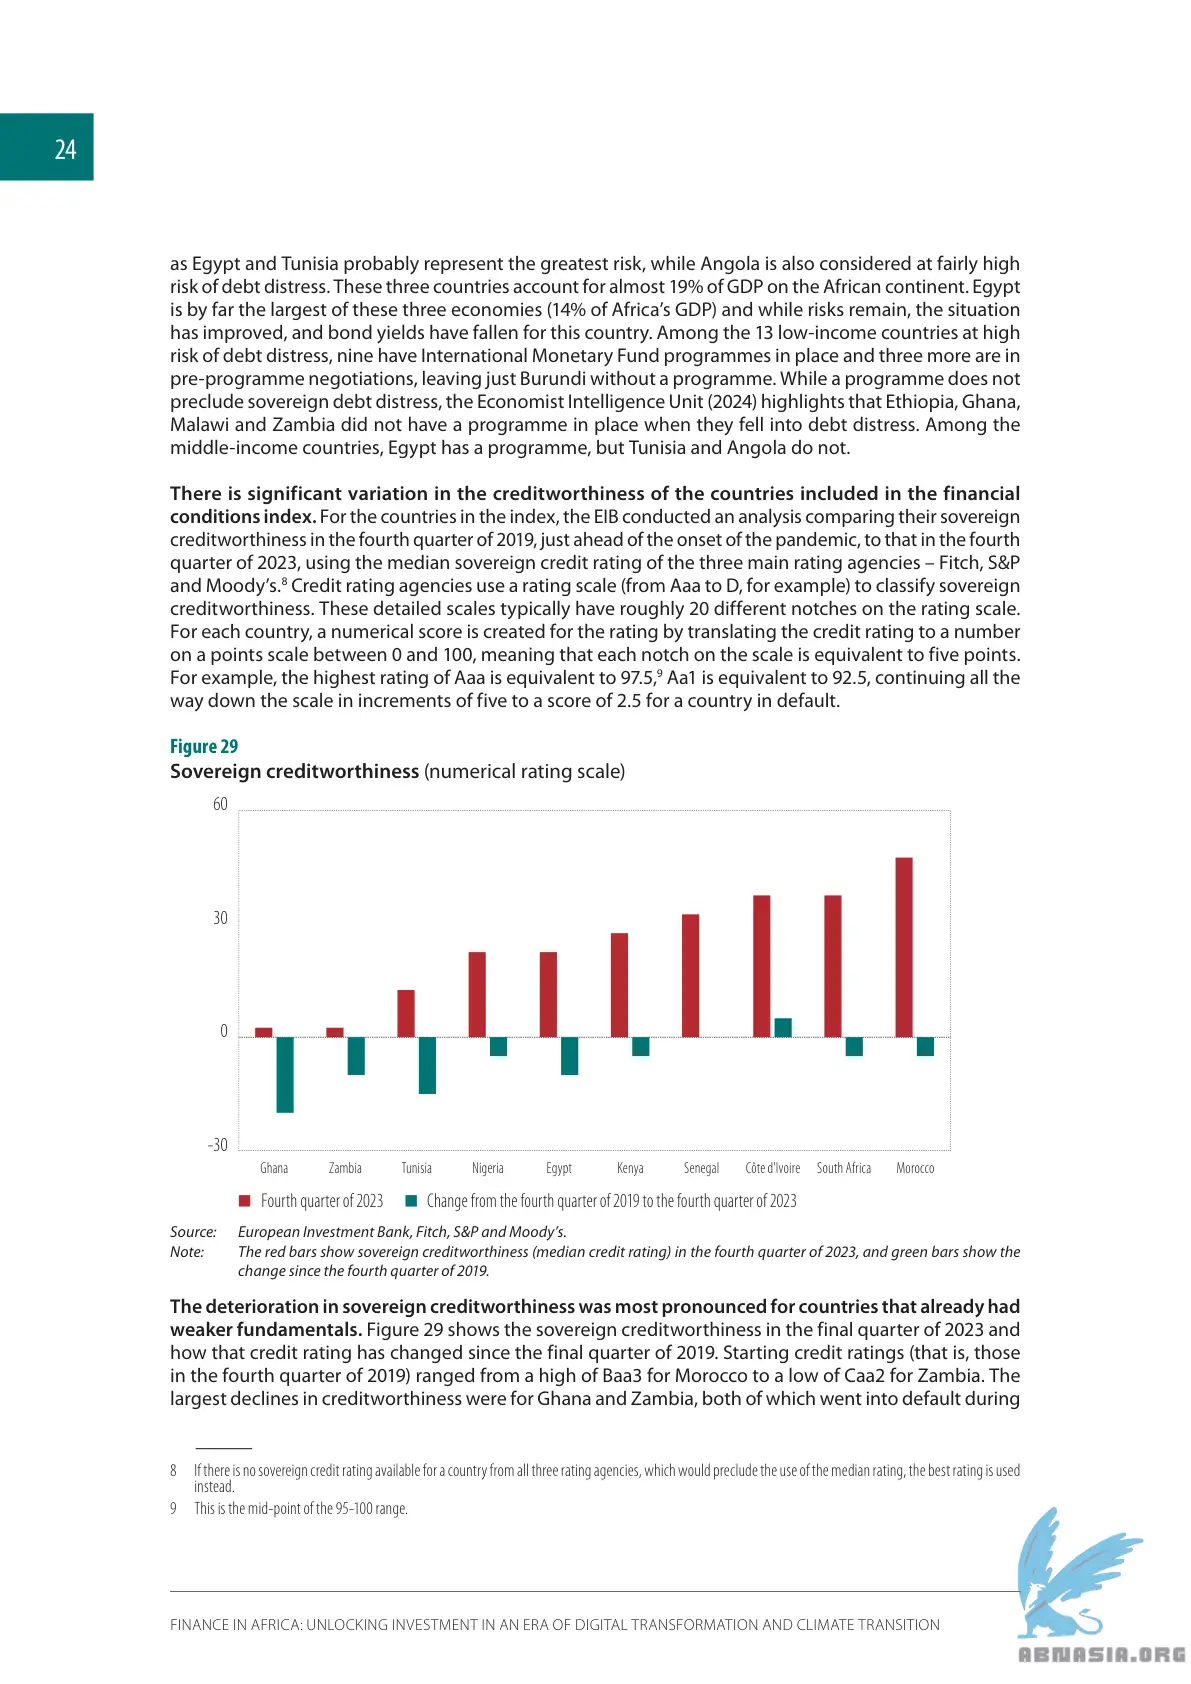 24
as Egypt and Tunisia probably represent the greatest risk, while Angola is also considered at fairly high
risk of debt distress. These three countries account for almost 19% of GDP on the African continent. Egypt
is by far the largest of these three economies (14% of Africa’s GDP) and while risks remain, the situation
has improved, and bond yields have fallen for this country. Among the 13 low-income countries at high
risk of debt distress, nine have International Monetary Fund programmes in place and three more are in
pre-programme negotiations, leaving just Burundi without a programme. While a programme does not
preclude sovereign debt distress, the Economist Intelligence Unit (2024) highlights that Ethiopia, Ghana,
Malawi and Zambia did not have a programme in place when they fell into debt distress. Among the
middle-income countries, Egypt has a programme, but Tunisia and Angola do not.
There is significant variation in the creditworthiness of the countries included in the financial
conditions index. For the countries in the index, the EIB conducted an analysis comparing their sovereign
creditworthiness in the fourth quarter of 2019, just ahead of the onset of the pandemic, to that in the fourth
quarter of 2023, using the median sovereign credit rating of the three main rating agencies – Fitch, S&P
and Moody’s.8 Credit rating agencies use a rating scale (from Aaa to D, for example) to classify sovereign
creditworthiness. These detailed scales typically have roughly 20 different notches on the rating scale.
For each country, a numerical score is created for the rating by translating the credit rating to a number
on a points scale between 0 and 100, meaning that each notch on the scale is equivalent to five points.
For example, the highest rating of Aaa is equivalent to 97.5,9 Aa1 is equivalent to 92.5, continuing all the
way down the scale in increments of five to a score of 2.5 for a country in default.
Figure 29
Sovereign creditworthiness (numerical rating scale)
60
30
0
-30
Ghana Zambia Tunisia Nigeria Egypt Kenya Senegal Côte d'Ivoire South Africa Morocco
Fourth quarter of 2023 Change from the fourth quarter of 2019 to the fourth quarter of 2023
Source: European Investment Bank, Fitch, S&P and Moody’s.
Note: The red bars show sovereign creditworthiness (median credit rating) in the fourth quarter of 2023, and green bars show the
change since the fourth quarter of 2019.
The deterioration in sovereign creditworthiness was most pronounced for countries that already had
weaker fundamentals. Figure 29 shows the sovereign creditworthiness in the final quarter of 2023 and
how that credit rating has changed since the final quarter of 2019. Starting credit ratings (that is, those
in the fourth quarter of 2019) ranged from a high of Baa3 for Morocco to a low of Caa2 for Zambia. The
largest declines in creditworthiness were for Ghana and Zambia, both of which went into default during
8 If there is no sovereign credit rating available for a country from all three rating agencies, which would preclude the use of the median rating, the best rating is used
instead.
9 This is the mid-point of the 95-100 range.
FINANCE IN AFRICA: UNLOCKING INVESTMENT IN AN ERA OF DIGITAL TRANSFORMATION AND CLIMATE TRANSITION
ABNASIA.ORG